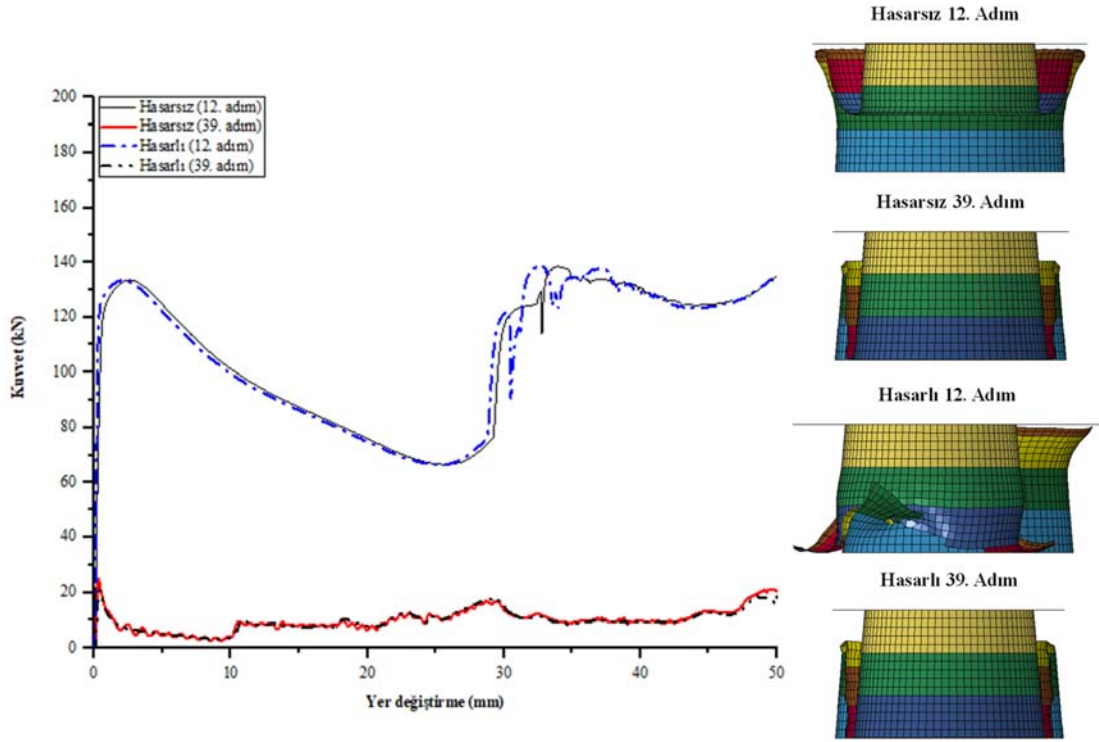 Hasarsız 12. Adım
Hasarsız 39. Adım
Hasarlı 12. Adım
Hasarlı 39. Adım
Kuvvet (kN)
200
180
160
140
120
100
80
60
40
20
0
Hasarsız (12. adım)
Hasarsız (39. adım)
Hasarlı (12. adım)
Hasarlı (39. adım)
0 10 20 30 40 50
Yer değiştirme (mm)